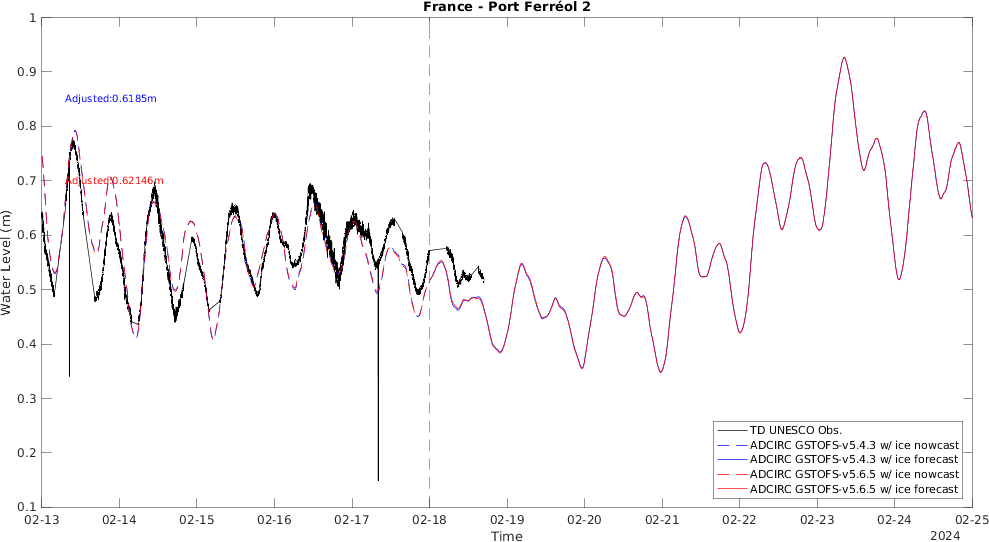 France - Port Ferréol 2
1
0.9
0.8
0.7
0.6
0.5
0.4
0.3
0.2
0.1
Water Level (m)
Adjusted:0.6185m
Adjusted:0.62146m
TD UNESCO Obs.
ADCIRC GSTOFS-v5.4.3 w/ ice nowcast
ADCIRC GSTOFS-v5.4.3 w/ ice forecast
ADCIRC GSTOFS-v5.6.5 w/ ice nowcast
ADCIRC GSTOFS-v5.6.5 w/ ice forecast
02-13 02-14 02-15 02-16 02-17 02-18 02-19 02-20 02-21 02-22 02-23 02-24 02-25
Time
2024